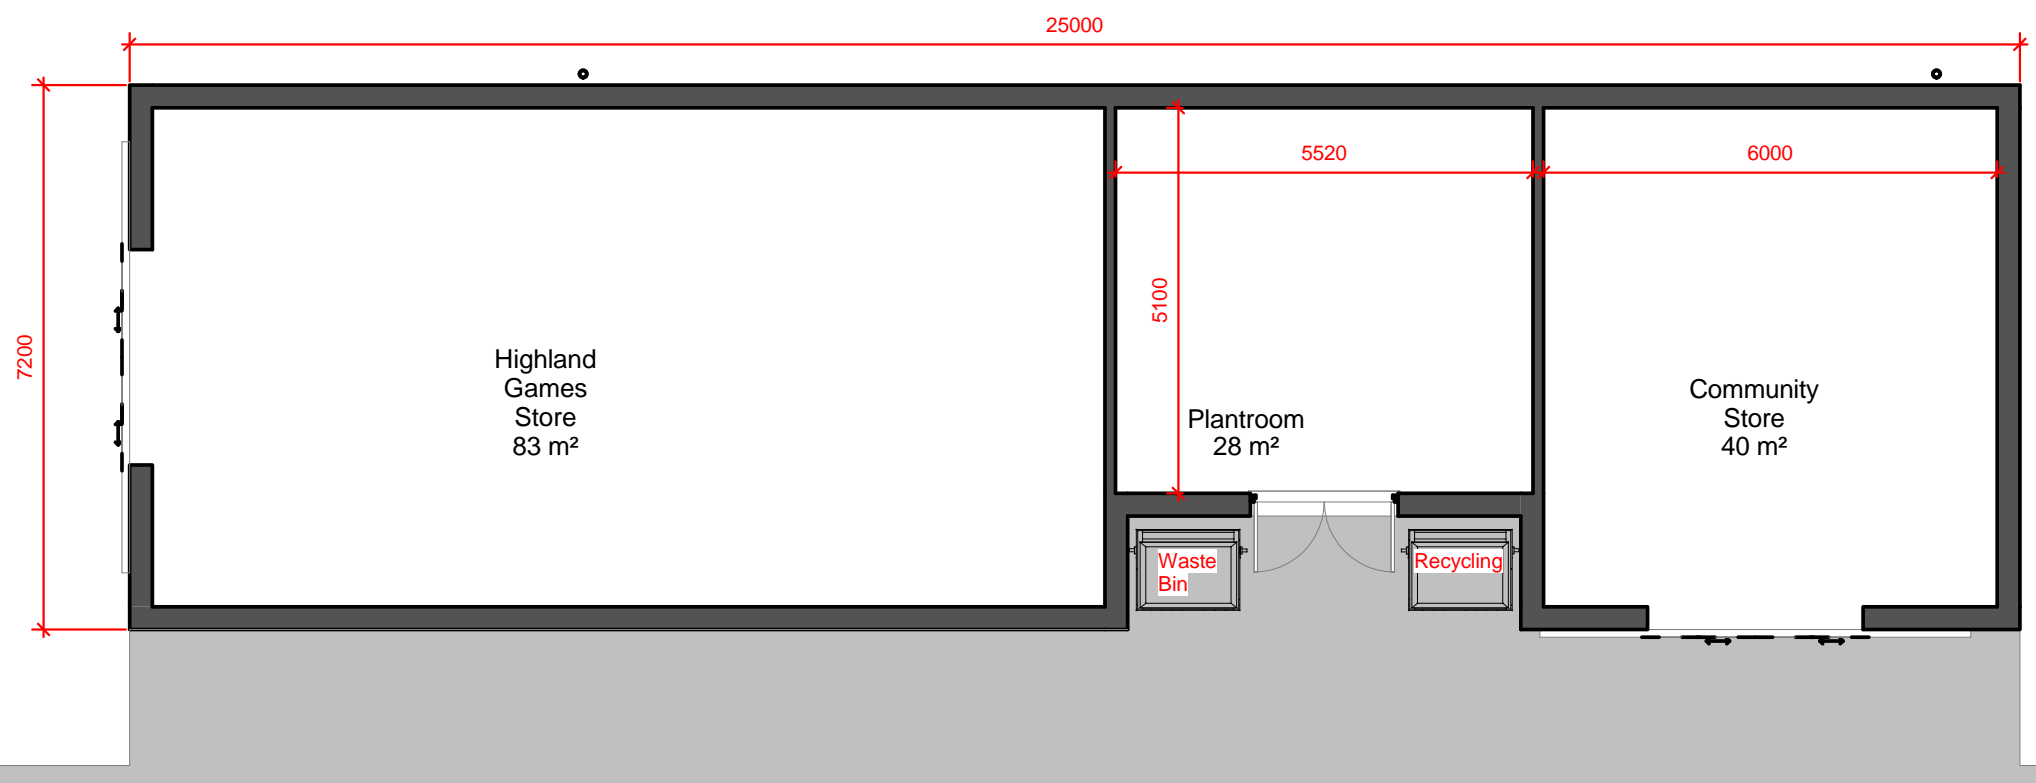 25000
5520
6000
5100
7200
Highland
Games
Store
83 m²
Plantroom
28 m²
Community
Store
40 m²
Waste
Bin
Recycling